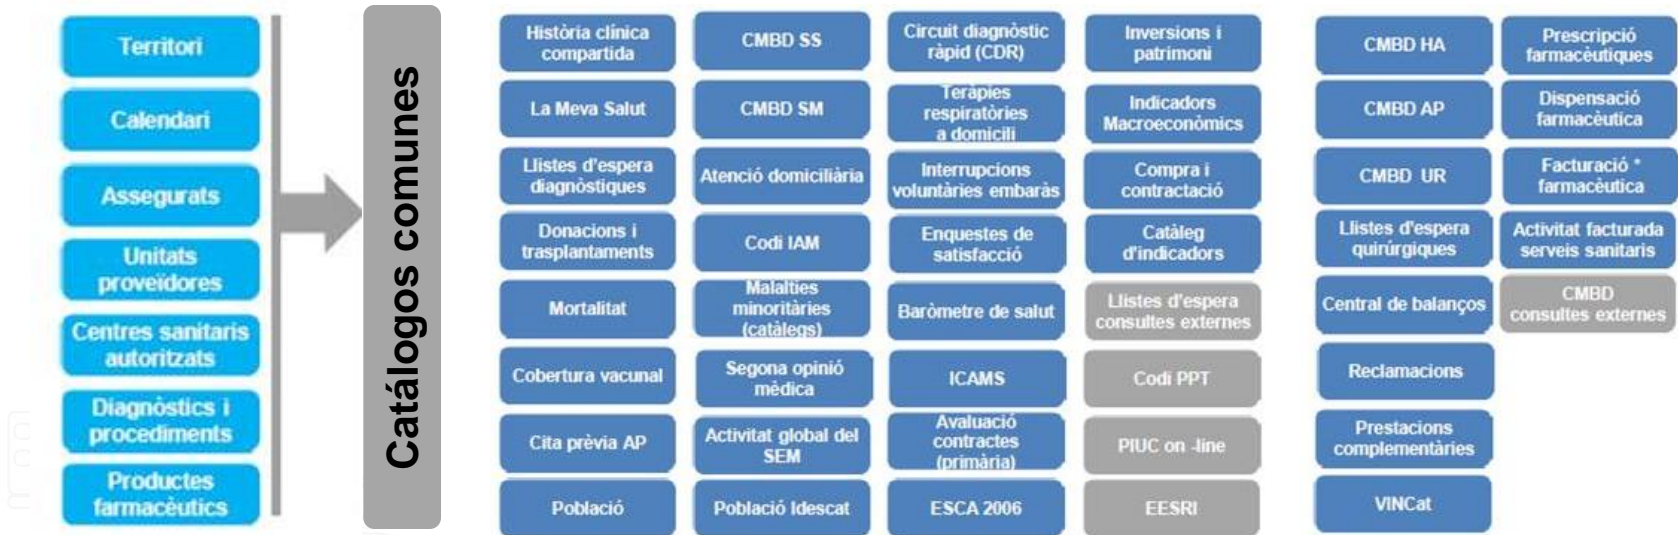 Territori
Calendari
Assegurats
Unitats
proveïdores
Centres sanitaris
autoritzats
Diagnòstics i
procediments
Productes
farmacèutics
Catálogos comunes
Història clínica
compartida
CMBD SS
Circuit diagnòstic
ràpid (CDR)
Inversions i
patrimoni
La Meva Salut
CMBD SM
Teràpies
respiratòries
a domicili
Indicadors
Macroeconòmics
Llistes d'espera
diagnòstiques
Atenció domiciliària
Interrupcions
voluntàries embaràs
Compra i
contractació
Donacions i
trasplantaments
Codi IAM
Enquestes de
satisfacció
Catàleg
d'indicadors
Mortalitat
Malalties
minoritàries
(catàlegs)
Baròmetre de salut
Llistes d'espera
consultes externes
Cobertura vacunal
Segona opinió
mèdica
ICAMS
Codi PPT
Cita prèvia AP
Activitat global del
SEM
Avaluació
contractes
(primària)
PIUC on -line
Població
Població Idescat
ESCA 2006
EESRI
CMBD HA
Prescripció
farmacèutiques
CMBD AP
Dispensació
farmacèutica
CMBD UR
Facturació *
farmacèutica
Llistes d'espera
quirúrgiques
Activitat facturada
serveis sanitaris
Central de balanços
CMBD
consultes externes
Reclamacions
Prestacions
complementàries
VINCat